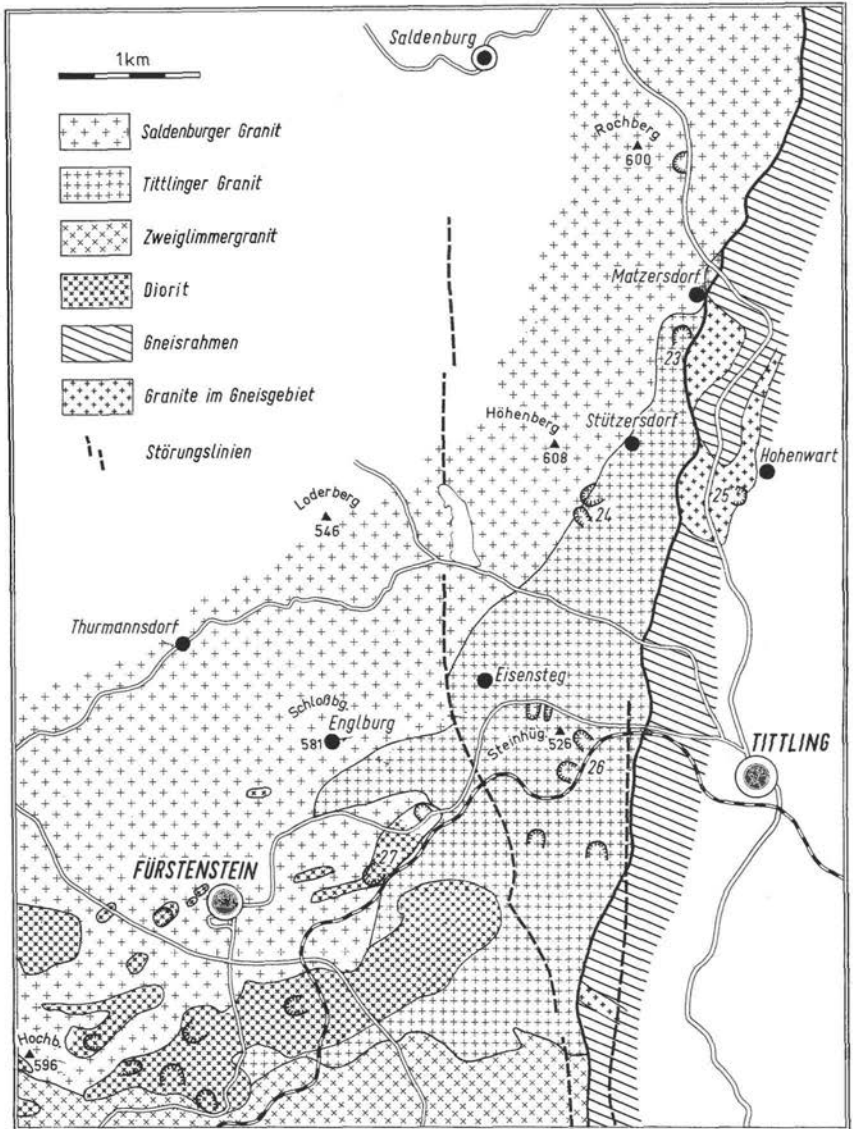 Saldenburg
1km
Saldenburger Granit
Tittlinger Granit
Zweiglimmergranit
Diorit
Gneisrahmen
Granite im Gneisgebiet
Störungslinien
Rachberg
600
Matzersdorf
23
Höhenberg
608
Stützersdorf
Hohenwart
25
24
Loderberg
546
Thurmannsdorf
Eisensteg
Schloßbg.
Englburg
581
Steinhüg.
526
26
TITTLING
27
FÜRSTENSTEIN
Hochb.
596